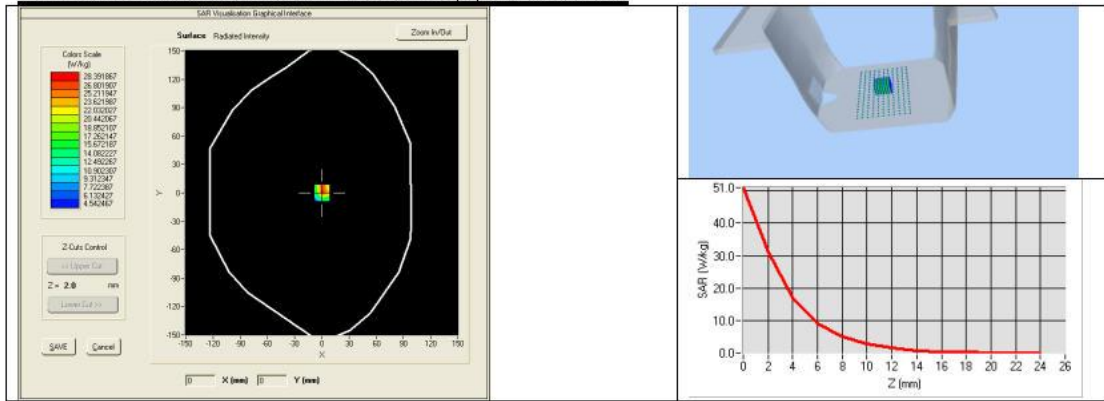 SAR Visualisation Graphical Interface
Surface Radiated Intensity
Zoom In/Out
Colors Scale
(W/kg)
28.391867
26.801907
25.211947
23.621987
22.032027
20.442067
18.852107
17.262147
15.672187
14.082227
12.492267
10.902307
9.312347
7.722387
6.132427
4.542467
Z-Cuts Control
<< Upper Cut
Z = 2.0 mm
Lower Cut >>
SAVE Cancel
150
120
90
60
30
0
-30
-60
-90
-120
-150
Y
-150 -120 -90 -60 -30 0 30 60 90 120 150
X
0 X (mm) 0 Y (mm)
51.0
40.0
30.0
20.0
10.0
0.0
SAR (W/kg)
0 2 4 6 8 10 12 14 16 18 20 22 24 26
Z (mm)